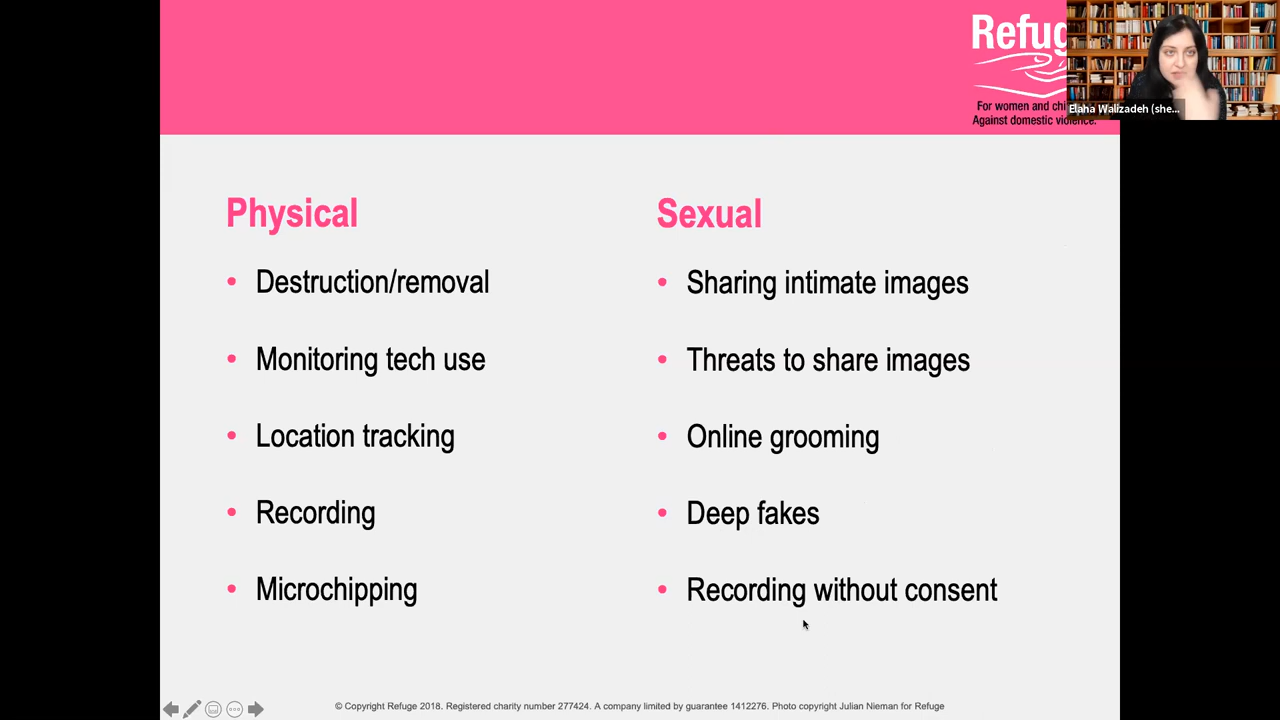 Refug
For women and chi
Against domestic violence.
Elaha Walizadeh (she...
Physical
• Destruction/removal
• Monitoring tech use
• Location tracking
• Recording
• Microchipping
Sexual
• Sharing intimate images
• Threats to share images
• Online grooming
• Deep fakes
• Recording without consent
© Copyright Refuge 2018. Registered charity number 277424. A company limited by guarantee 1412276. Photo copyright Julian Nieman for Refuge